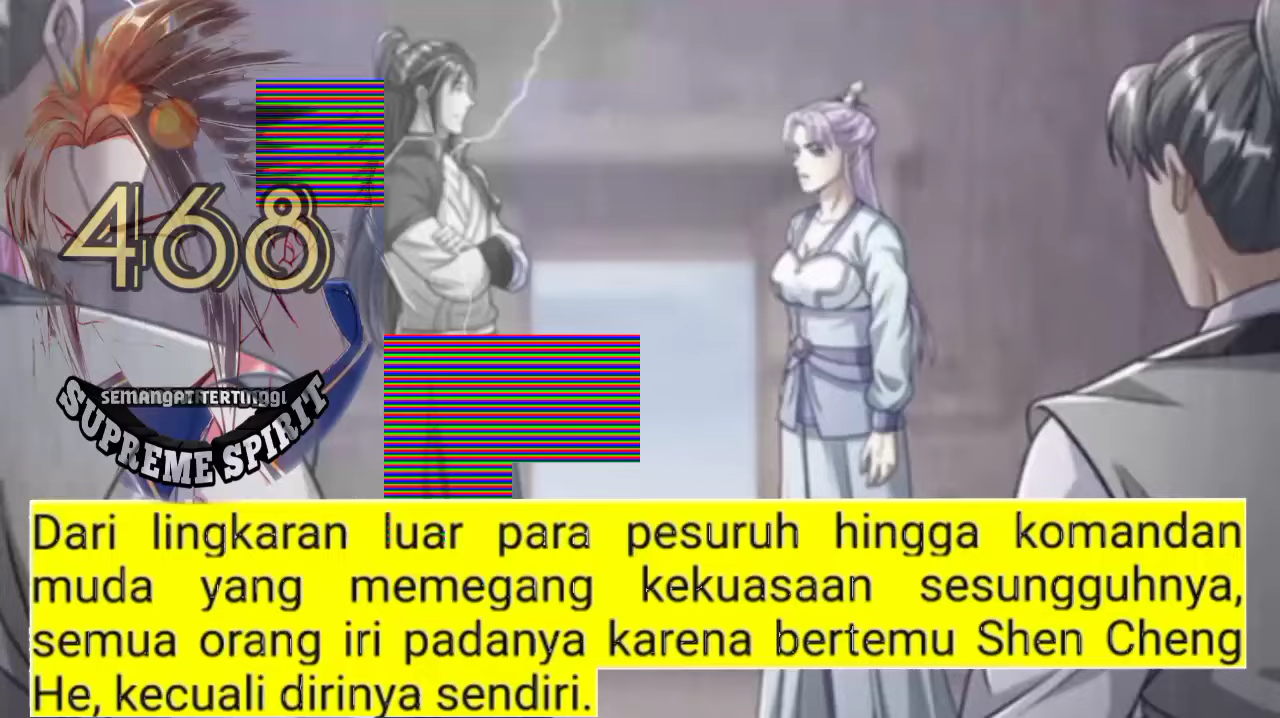 468
SEMANGAT TERTINGGI
SUPREME SPIRIT
Dari lingkaran luar para pesuruh hingga komandan
muda yang memegang kekuasaan sesungguhnya,
semua orang iri padanya karena bertemu Shen Cheng
He, kecuali dirinya sendiri.